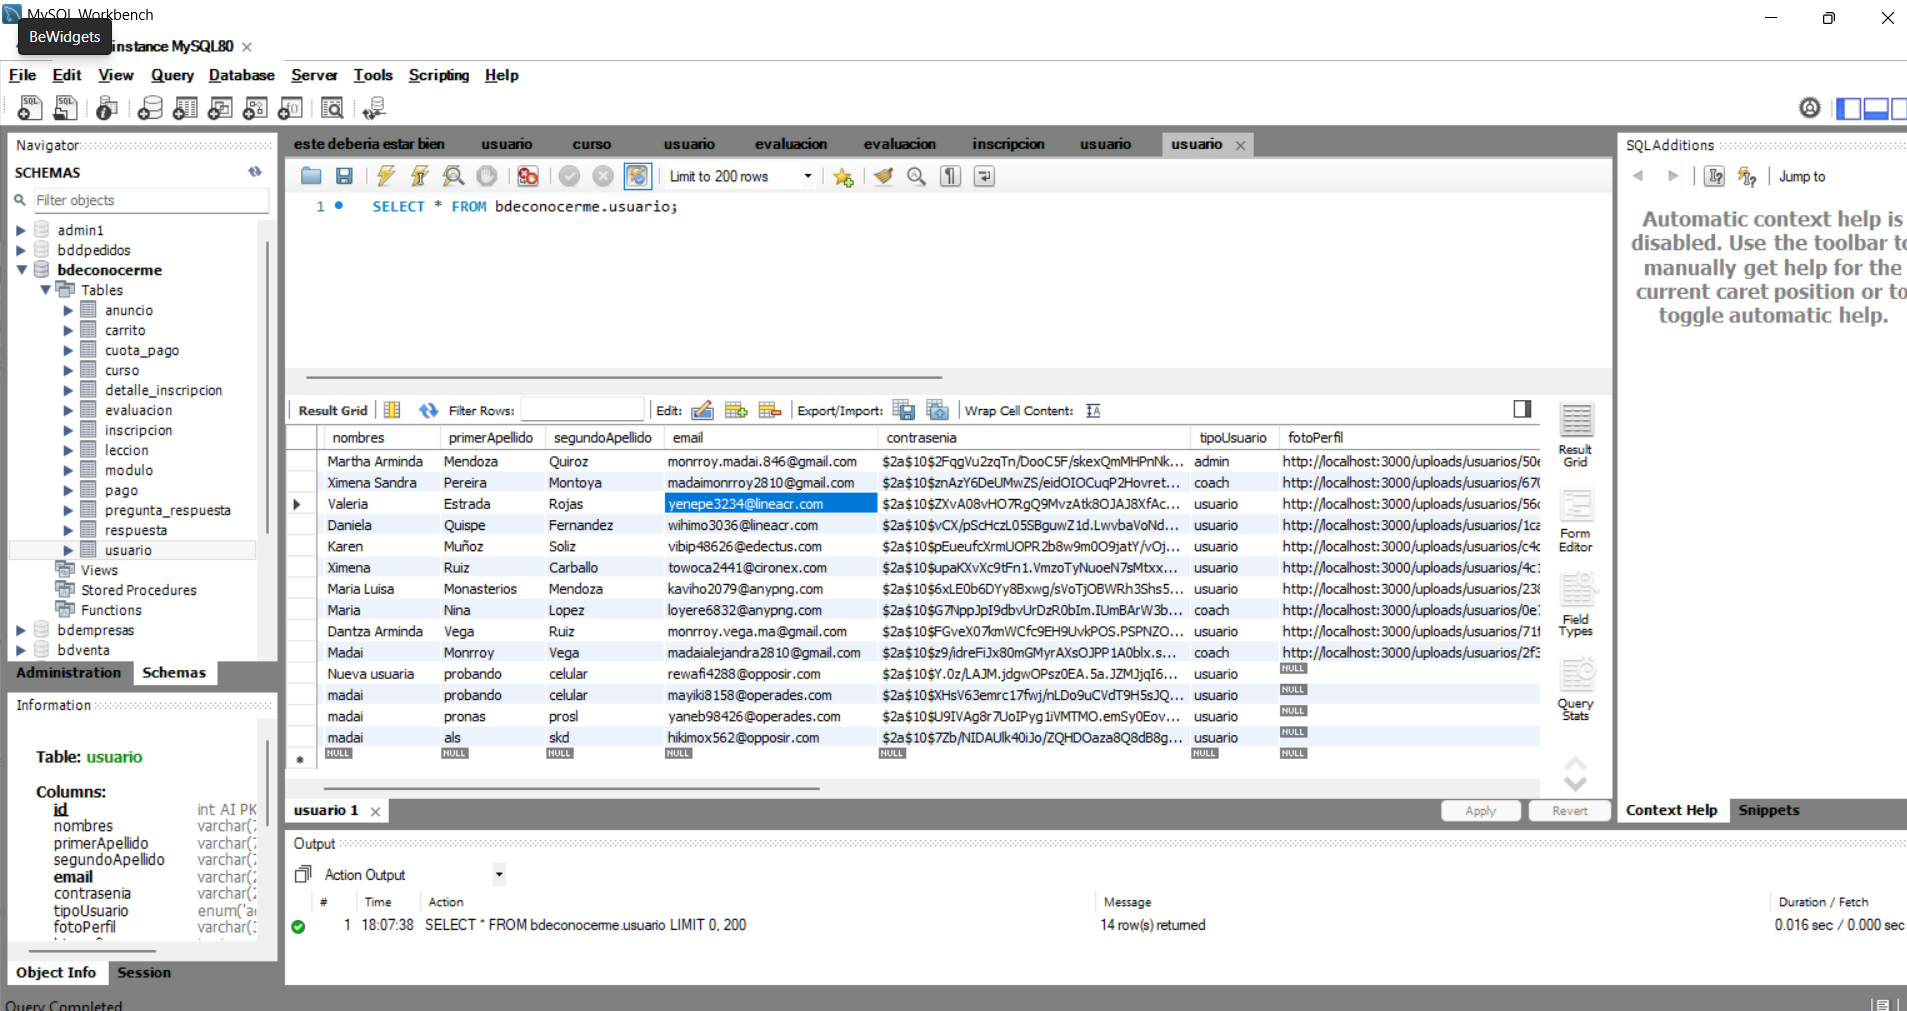 MySQL Workbench
BeWidgets
instance MySQL80
File Edit View Query Database Server Tools Scripting Help
Navigator
SCHEMAS
Filter objects
admin1
bddpedidos
bdeconocerme
Tables
anuncio
carrito
cuota_pago
curso
detalle_inscripcion
evaluacion
inscripcion
leccion
modulo
pago
pregunta_respuesta
respuesta
usuario
Views
Stored Procedures
Functions
bdempresas
bdventa
Administration Schemas
Information
Table: usuario
Columns:
id int AI PK
nombres varchar(
primerApellido varchar(
segundoApellido varchar(
email varchar(
contrasenia varchar(
tipoUsuario enum('a
fotoPerfil varchar(
Object Info Session
Query Completed
este deberia estar bien usuario curso usuario evaluacion evaluacion inscripcion usuario usuario
Limit to 200 rows
1 SELECT * FROM bdeconocerme.usuario;
Result Grid Filter Rows: Edit: Export/Import: Wrap Cell Content:
nombres primerApellido segundoApellido email contrasenia tipoUsuario fotoPerfil
Martha Arminda Mendoza Quiroz monrroy.madai.846@gmail.com $2a$10$2FqgVu2zqTn/DooC5F/skexQmMHPnNk... admin http://localhost:3000/uploads/usuarios/50
Ximena Sandra Pereira Montoya madaimonrroy2810@gmail.com $2a$10$znAzY6DeUMwZS/eidOIOCuqP2Hovret... coach http://localhost:3000/uploads/usuarios/670
Valeria Estrada Rojas yenepe3234@lineacr.com $2a$10$ZXvA08vHO7RgQ9MvzAtk8OJAJ8XfAc... usuario http://localhost:3000/uploads/usuarios/56
Daniela Quispe Fernandez wihimo3036@lineacr.com $2a$10$vCX/pScHczL05SBguwZ1d.LwvbaVoNd... usuario http://localhost:3000/uploads/usuarios/1ca
Karen Muñoz Soliz vibip48626@edectus.com $2a$10$pEueufcXrmUOPR2b8w9m0O9jatY/vOj... usuario http://localhost:3000/uploads/usuarios/c4
Ximena Ruiz Carballo towoca2441@cironex.com $2a$10$upaKXvXc9tFn1.VmzoTyNuoeN7sMtxx... usuario http://localhost:3000/uploads/usuarios/4c1
Maria Luisa Monasterios Mendoza kaviho2079@anypng.com $2a$10$6xLE0b6DYy8Bxwg/sVoTjOBWRh3Shs5... usuario http://localhost:3000/uploads/usuarios/238
Maria Nina Lopez loyere6832@anypng.com $2a$10$G7NppJpI9dbvUrDzR0bIm.IUmBArW3b... coach http://localhost:3000/uploads/usuarios/0e
Dantza Arminda Vega Ruiz monrroy.vega.ma@gmail.com $2a$10$FGveX07kmWCfc9EH9UvkPOS.PSPNZO... usuario http://localhost:3000/uploads/usuarios/71
Madai Monrroy Vega madaialejandra2810@gmail.com $2a$10$z9/idreFiJx80mGMyrAXsOJPP1A0blx.s... coach http://localhost:3000/uploads/usuarios/2f3
Nueva usuaria probando celular rewafi4288@opposir.com $2a$10$Y.0z/LAJM.jdgwOPsz0EA.5a.JZMJjqI6... usuario NULL
madai probando celular mayiki8158@operades.com $2a$10$XHsV63emrc17fwj/nLDo9uCVdT9H5sJQ... usuario NULL
madai pronas prosl yaneb98426@operades.com $2a$10$U9IVAg8r7UoIPyg1iVMTMO.emSy0Eov... usuario NULL
madai als skd hikimox562@opposir.com $2a$10$7Zb/NIDAUlk40iJo/ZQHDOaza8Q8dB8g... usuario NULL
NULL NULL NULL NULL NULL NULL NULL
Result Grid
Form Editor
Field Types
Query Stats
usuario 1 Apply Revert
Output
Action Output
# Time Action Message Duration / Fetch
1 18:07:38 SELECT * FROM bdeconocerme.usuario LIMIT 0, 200 14 row(s) returned 0.016 sec / 0.000 sec
SQLAdditions
Jump to
Automatic context help is
disabled. Use the toolbar to
manually get help for the
current caret position or to
toggle automatic help.
Context Help Snippets